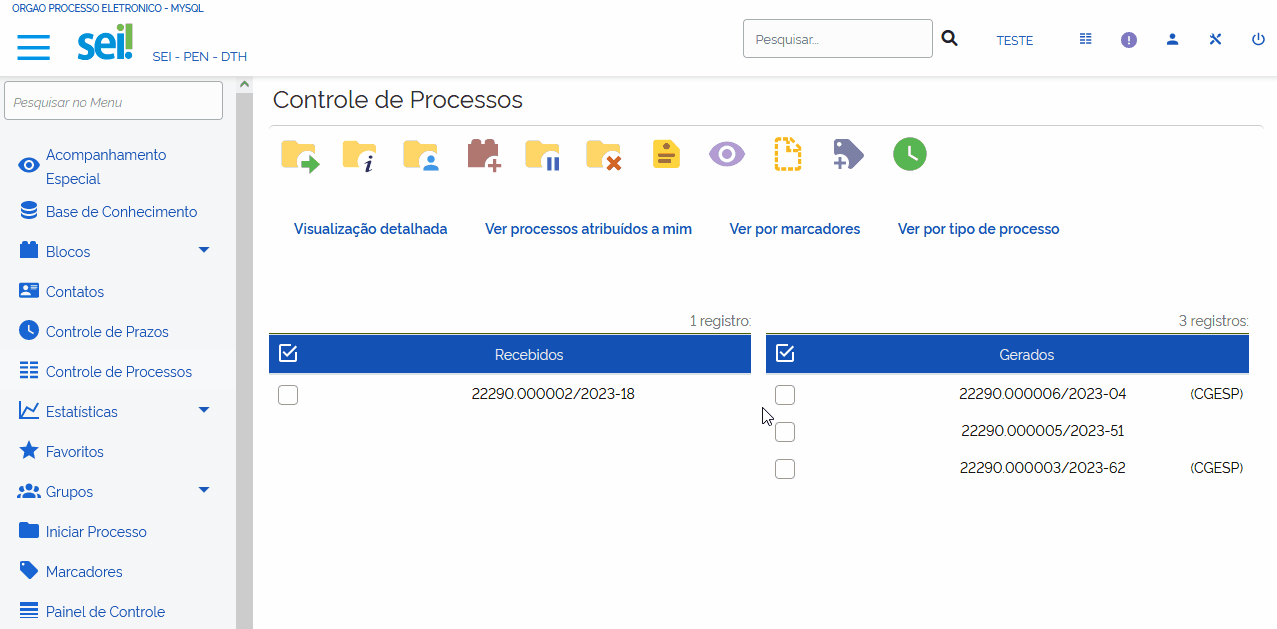 ORGAO PROCESSO ELETRONICO - MYSQL
sei!
SEI - PEN - DTH
Pesquisar...
TESTE
Pesquisar no Menu
Acompanhamento
Especial
Base de Conhecimento
Blocos
Contatos
Controle de Prazos
Controle de Processos
Estatísticas
Favoritos
Grupos
Iniciar Processo
Marcadores
Painel de Controle
Controle de Processos
Visualização detalhada
Ver processos atribuídos a mim
Ver por marcadores
Ver por tipo de processo
1 registro:
Recebidos
22290.000002/2023-18
3 registros:
Gerados
22290.000006/2023-04 (CGESP)
22290.000005/2023-51
22290.000003/2023-62 (CGESP)